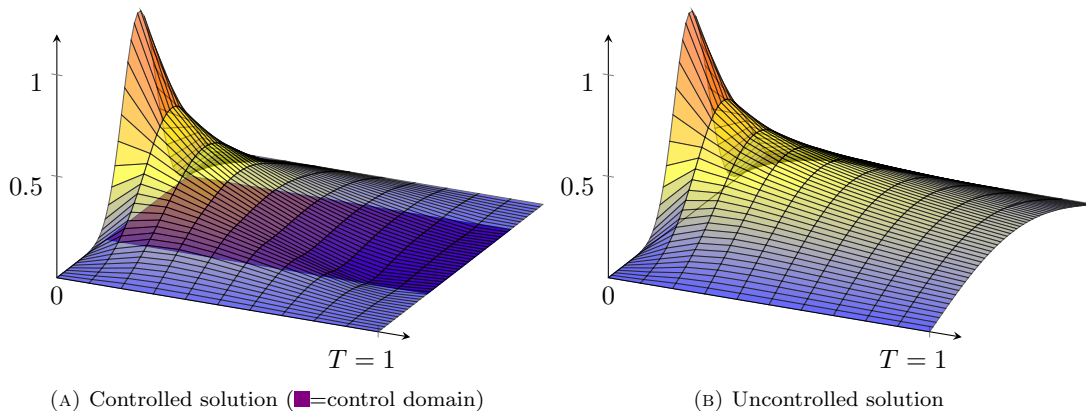 1
0.5
0
T = 1
(A) Controlled solution (■=control domain)
1
0.5
0
T = 1
(B) Uncontrolled solution